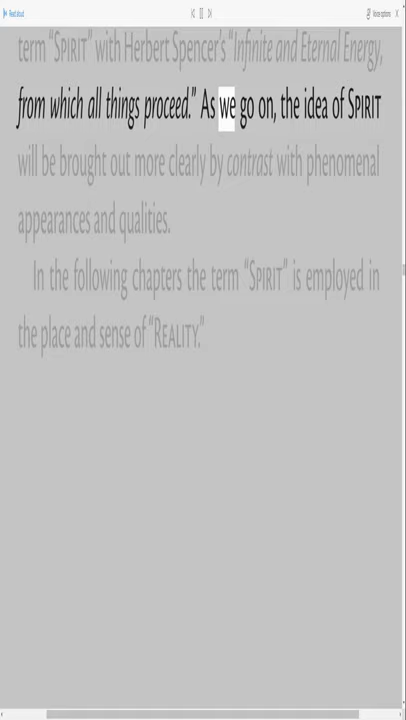 Read aloud
Voice options
term “SPIRIT” with Herbert Spencer’s “Infinite and Eternal Energy,
from which all things proceed.” As we go on, the idea of SPIRIT
will be brought out more clearly by contrast with phenomenal
appearances and qualities.
In the following chapters the term “SPIRIT” is employed in
the place and sense of “REALITY.”